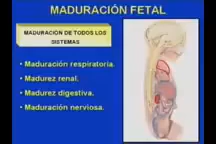 MADURACIÓN FETAL
MADURACIÓN DE TODOS LOS
SISTEMAS
• Maduración respiratoria.
• Madurez renal.
• Madurez digestiva.
• Maduración nerviosa.